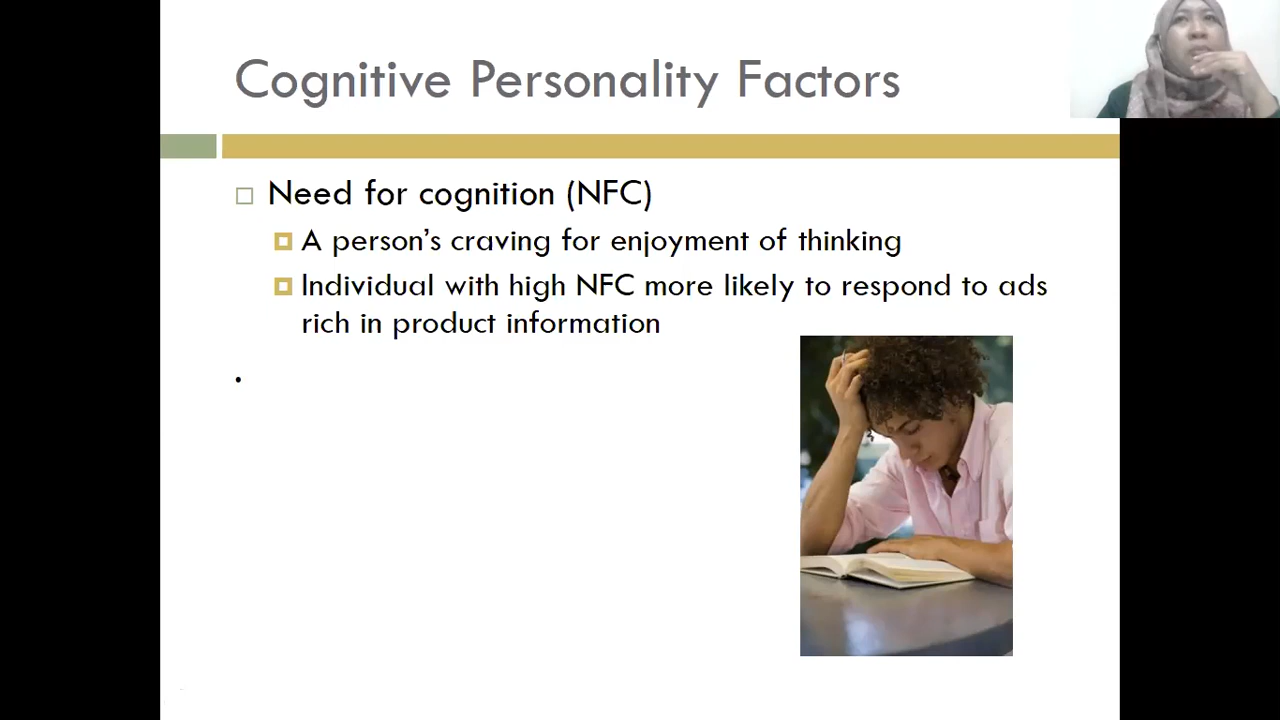 Cognitive Personality Factors
Need for cognition (NFC)
A person’s craving for enjoyment of thinking
Individual with high NFC more likely to respond to ads
rich in product information